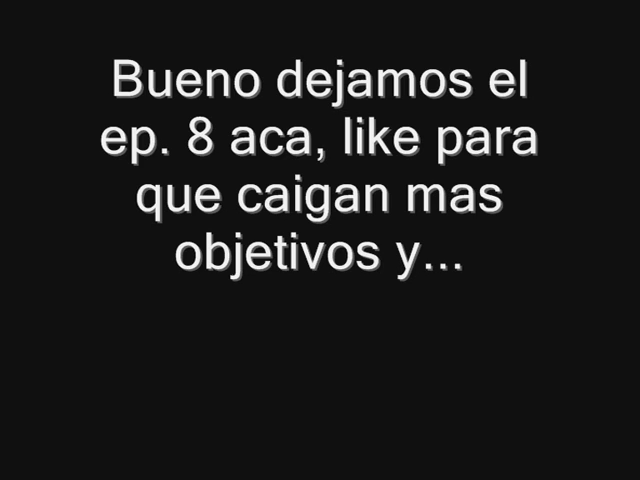 Bueno dejamos el
ep. 8 aca, like para
que caigan mas
objetivos y...